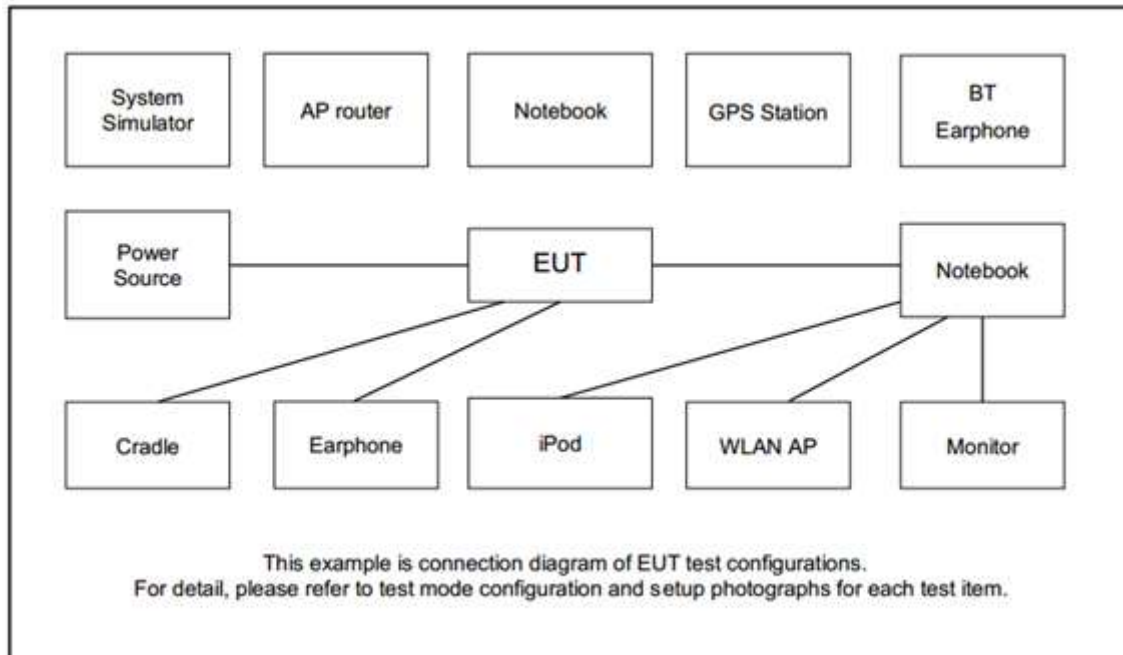 System
Simulator
AP router
Notebook
GPS Station
BT
Earphone
Power
Source
EUT
Notebook
Cradle
Earphone
iPod
WLAN AP
Monitor
This example is connection diagram of EUT test configurations.
For detail, please refer to test mode configuration and setup photographs for each test item.